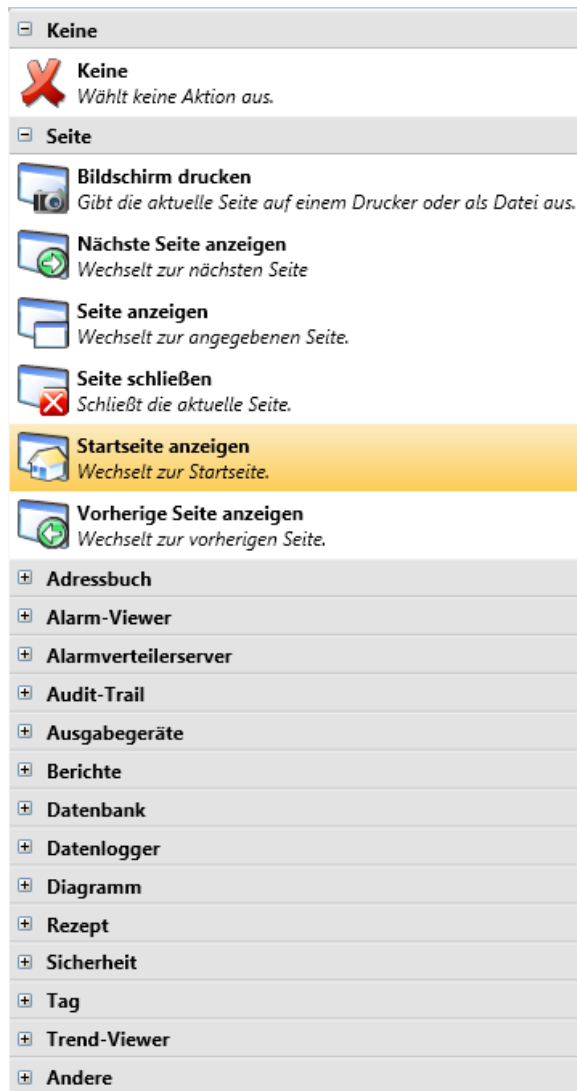 Keine
Keine
Wählt keine Aktion aus.
Seite
Bildschirm drucken
Gibt die aktuelle Seite auf einem Drucker oder als Datei aus.
Nächste Seite anzeigen
Wechselt zur nächsten Seite
Seite anzeigen
Wechselt zur angegebenen Seite.
Seite schließen
Schließt die aktuelle Seite.
Startseite anzeigen
Wechselt zur Startseite.
Vorherige Seite anzeigen
Wechselt zur vorherigen Seite.
Adressbuch
Alarm-Viewer
Alarmverteilerserver
Audit-Trail
Ausgabegeräte
Berichte
Datenbank
Datenlogger
Diagramm
Rezept
Sicherheit
Tag
Trend-Viewer
Andere